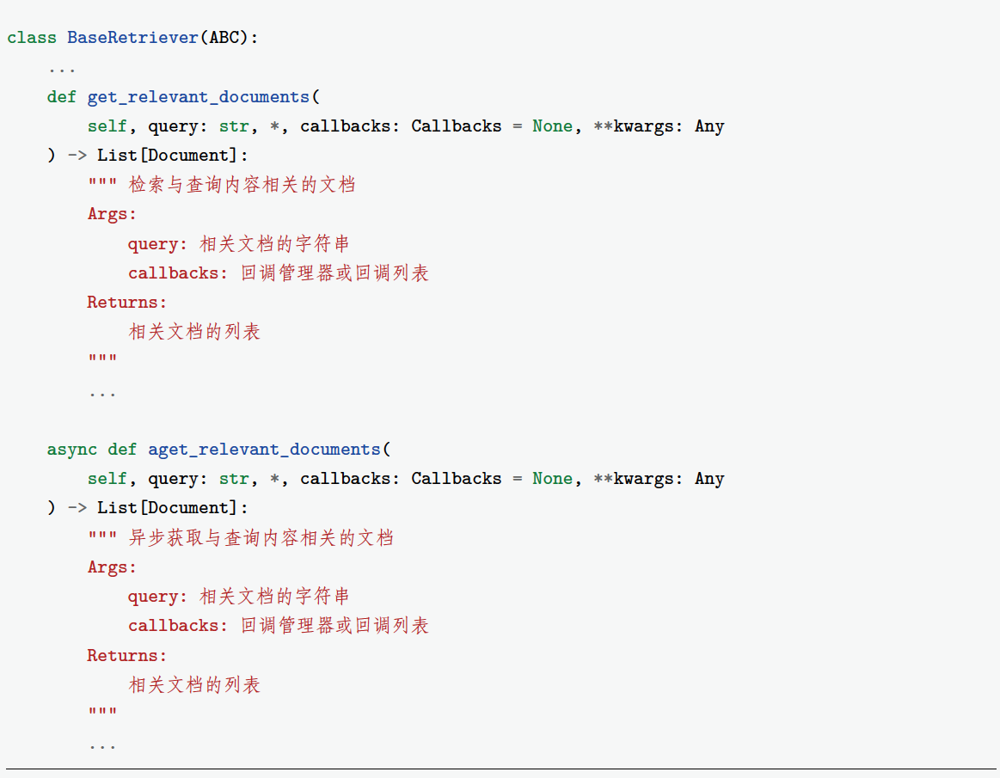 class BaseRetriever(ABC):
    ...
    def get_relevant_documents(
        self, query: str, *, callbacks: Callbacks = None, **kwargs: Any
    ) -> List[Document]:
        """ 检索与查询内容相关的文档
        Args:
            query: 相关文档的字符串
            callbacks: 回调管理器或回调列表
        Returns:
            相关文档的列表
        """
        ...
    async def aget_relevant_documents(
        self, query: str, *, callbacks: Callbacks = None, **kwargs: Any
    ) -> List[Document]:
        """ 异步获取与查询内容相关的文档
        Args:
            query: 相关文档的字符串
            callbacks: 回调管理器或回调列表
        Returns:
            相关文档的列表
        """
        ...